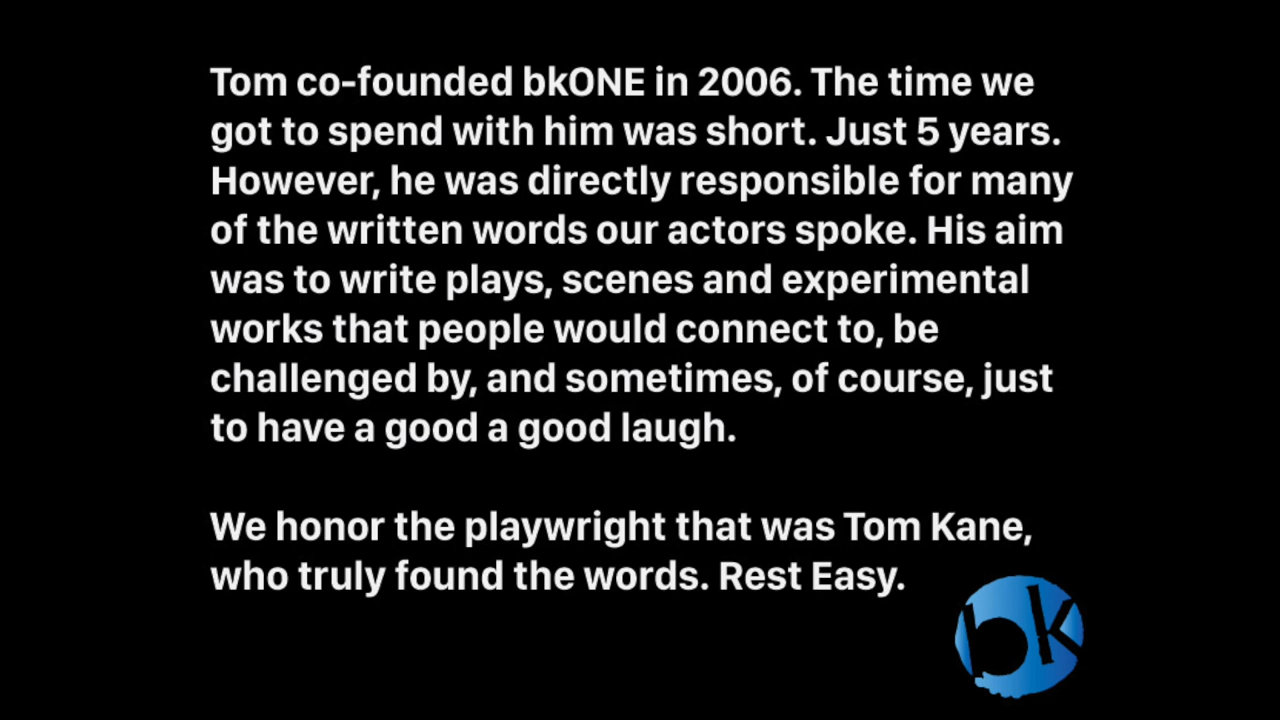 Tom co-founded bkONE in 2006. The time we
got to spend with him was short. Just 5 years.
However, he was directly responsible for many
of the written words our actors spoke. His aim
was to write plays, scenes and experimental
works that people would connect to, be
challenged by, and sometimes, of course, just
to have a good a good laugh.
We honor the playwright that was Tom Kane,
who truly found the words. Rest Easy.
bk